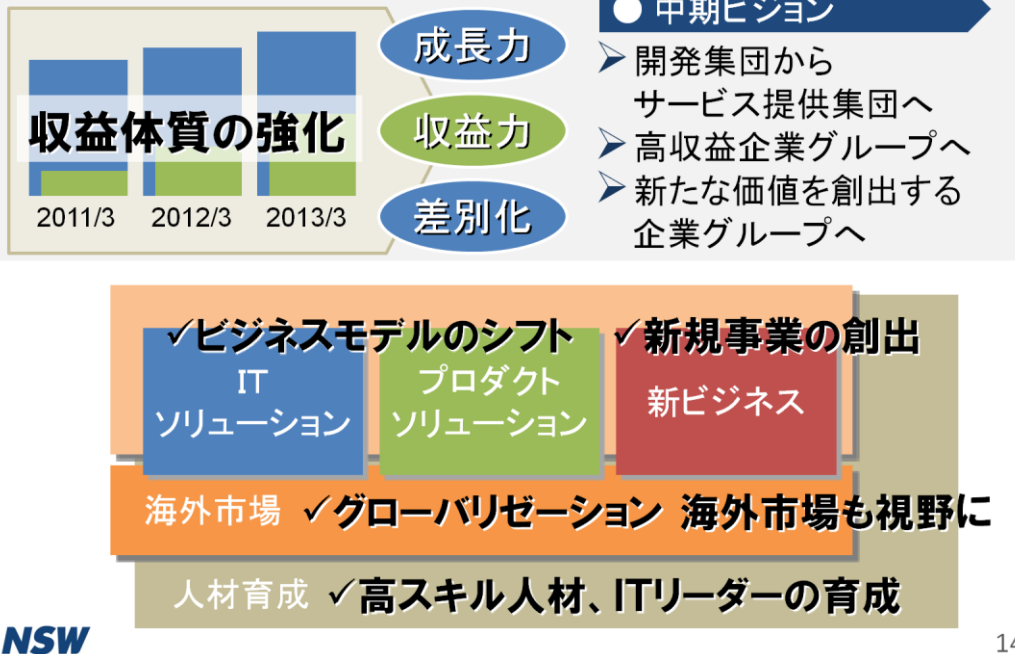 収益体質の強化
2011/3 2012/3 2013/3
成長力
収益力
差別化
● 中期ビジョン
➢ 開発集団から
サービス提供集団へ
➢ 高収益企業グループへ
➢ 新たな価値を創出する
企業グループへ
✓ビジネスモデルのシフト ✓新規事業の創出
IT
ソリューション
プロダクト
ソリューション
新ビジネス
海外市場 ✓グローバリゼーション 海外市場も視野に
人材育成 ✓高スキル人材、ITリーダーの育成
NSW
14